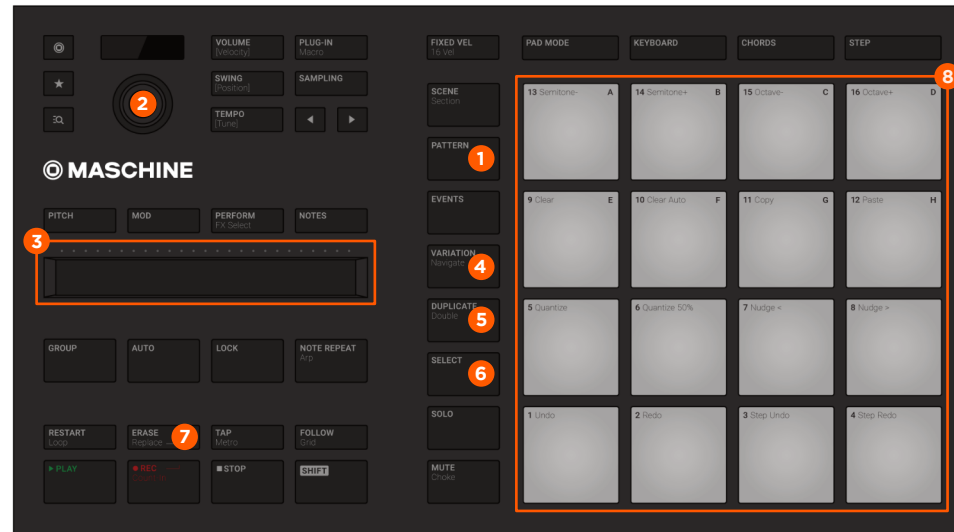 VOLUME
[Velocity]
PLUG-IN
Macro
SWING
[Position]
SAMPLING
TEMPO
[Tune]
2
MASCHINE
PITCH
MOD
PERFORM
FX Select
NOTES
3
GROUP
AUTO
LOCK
NOTE REPEAT
Arp
RESTART
Loop
ERASE
Replace
7
TAP
Metro
FOLLOW
Grid
PLAY
REC
STOP
SHIFT
FIXED VEL
16 Vel
SCENE
Section
PATTERN
1
EVENTS
VARIATION
Navigate
4
DUPLICATE
Double
5
SELECT
6
SOLO
MUTE
Choke
PAD MODE
KEYBOARD
CHORDS
STEP
8
13 Semitone- A
14 Semitone+ B
15 Octave- C
16 Octave+ D
9 Clear E
10 Clear Auto F
11 Copy G
12 Paste H
5 Quantize
6 Quantize 50%
7 Nudge <
8 Nudge >
1 Undo
2 Redo
3 Step Undo
4 Step Redo